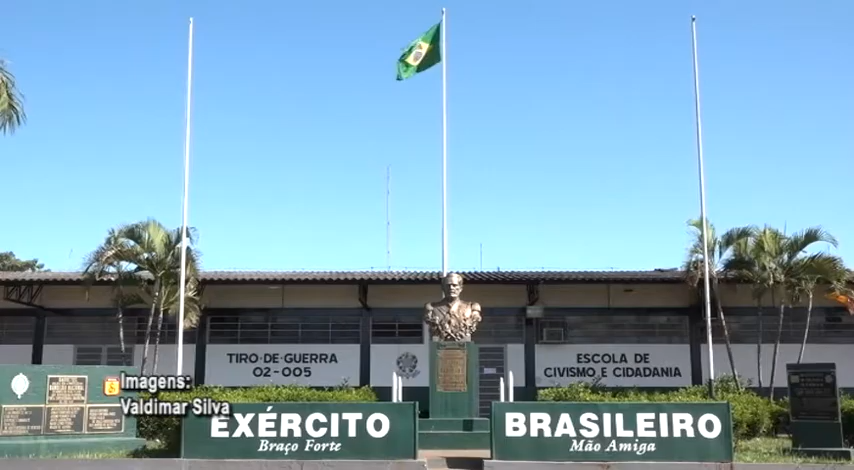 TIRO-DE-GUERRA
02-005
ESCOLA DE
CIVISMO E CIDADANIA
Imagens:
Valdimar Silva
EXÉRCITO
Braço Forte
BRASILEIRO
Mão Amiga